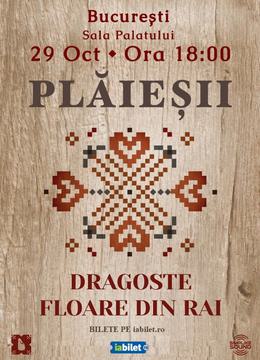 București
Sala Palatului
29 Oct • Ora 18:00
PLĂIEȘII
DRAGOSTE
FLOARE DIN RAI
BILETE PE iabilet.ro
iabilet